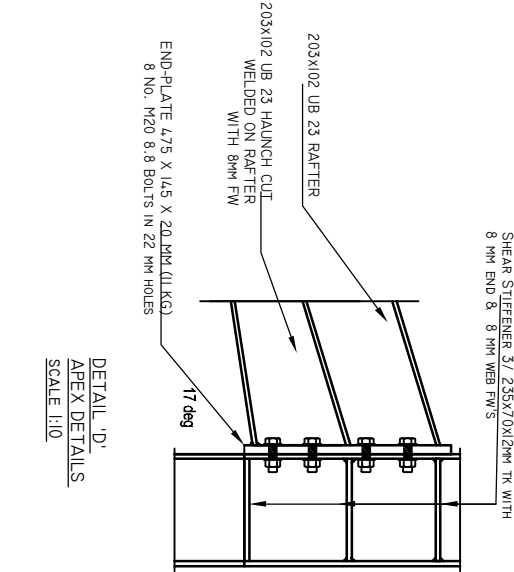 SHEAR STIFFENER 3/ 235x70x12MM TK WITH
8 MM END & 8 MM WEB FW'S
203x102 UB 23 RAFTER
203x102 UB 23 HAUNCH CUT
WELDED ON RAFTER
WITH 8MM FW
END-PLATE 475 X 145 X 20 MM (11 KG)
8 No. M20 8.8 BOLTS IN 22 MM HOLES
17 deg
DETAIL 'D'
APEX DETAILS
SCALE 1:10